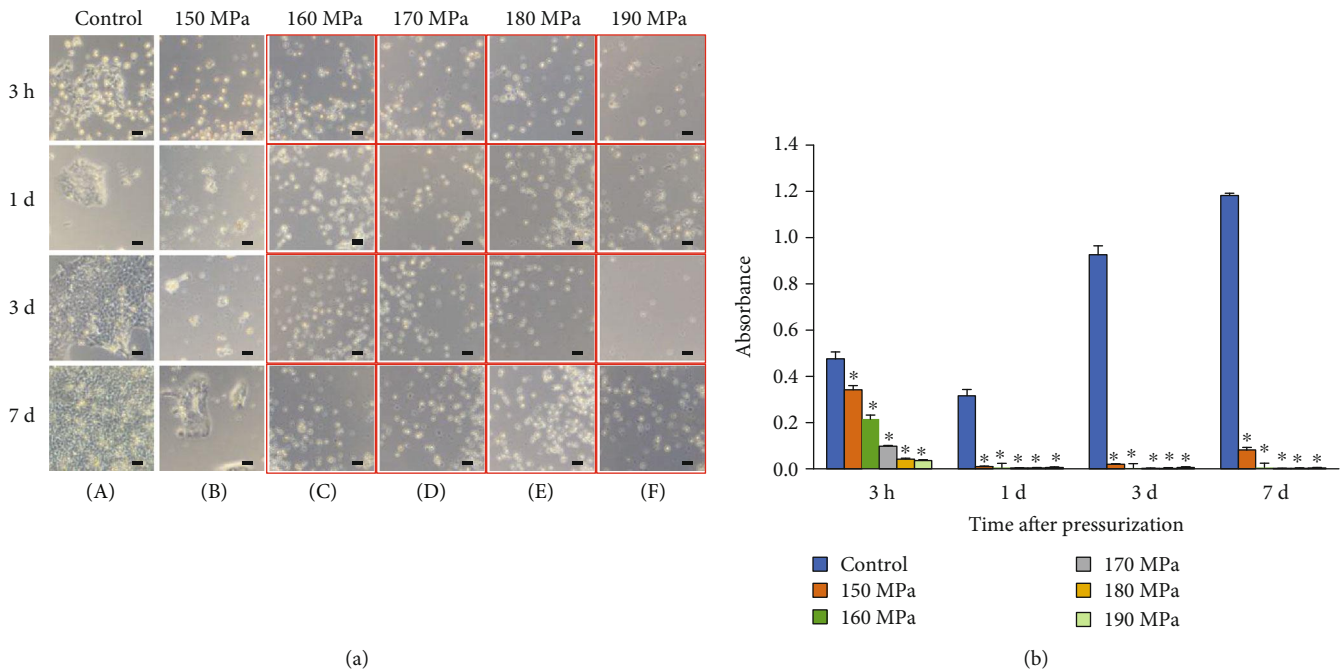 Control 150 MPa 160 MPa 170 MPa 180 MPa 190 MPa
3 h
1 d
3 d
7 d
(A) (B) (C) (D) (E) (F)
(a)
Absorbance
1.4
1.2
1.0
0.8
0.6
0.4
0.2
0.0
* * * * *
* * * * *
* * * * *
* * * * *
3 h 1 d 3 d 7 d
Time after pressurization
Control 170 MPa
150 MPa 180 MPa
160 MPa 190 MPa
(b)